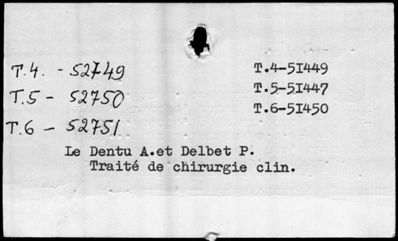 T.4. - 52749
T.5 - 52750
T.6 - 52751
T.4-51449
T.5-51447
T.6-51450
Le Dentu A.et Delbet P.
Traité de chirurgie clin.